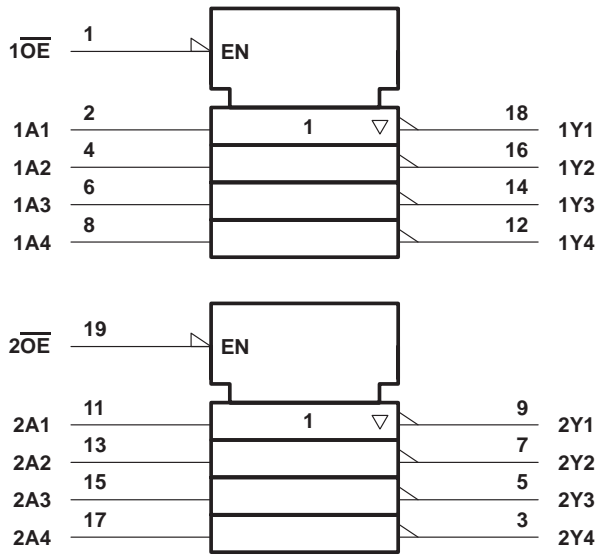 1O̅E̅ 1 EN
1A1 2 1 ▽ 18 1Y1
1A2 4 16 1Y2
1A3 6 14 1Y3
1A4 8 12 1Y4
2O̅E̅ 19 EN
2A1 11 1 ▽ 9 2Y1
2A2 13 7 2Y2
2A3 15 5 2Y3
2A4 17 3 2Y4